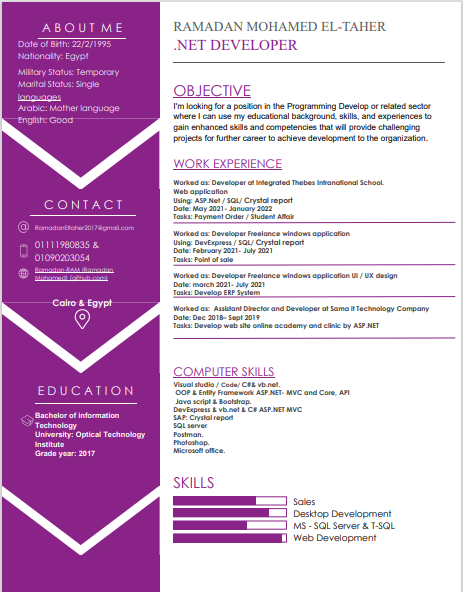 ABOUT ME
Date of Birth: 22/2/1995
Nationality: Egypt
Military Status: Temporary
Marital Status: Single
languages
Arabic: Mother language
English: Good
CONTACT
RamadanEltaher2017@gmail.com
01111980835 &
01090203054
Ramadan-RAM (Ramadan
Mohamed) (github.com)
Cairo & Egypt
EDUCATION
Bachelor of information
Technology
University: Optical Technology
Institute
Grade year: 2017
RAMADAN MOHAMED EL-TAHER
.NET DEVELOPER
OBJECTIVE
I'm looking for a position in the Programming Develop or related sector
where I can use my educational background, skills, and experiences to
gain enhanced skills and competencies that will provide challenging
projects for further career to achieve development to the organization.
WORK EXPERIENCE
Worked as: Developer at Integrated Thebes Intranational School.
Web application
Using: ASP.Net / SQL/ Crystal report
Date: May 2021- January 2022
Tasks: Payment Order / Student Affair
Worked as: Developer Freelance windows application
Using: DevExpress / SQL/ Crystal report
Date: February 2021- July 2021
Tasks: Point of sale
Worked as: Developer Freelance windows application UI / UX design
Date: march 2021- July 2021
Tasks: Develop ERP System
Worked as: Assistant Director and Developer at Soma it Technology Company
Date: Dec 2018– Sept 2019
Tasks: Develop web site online academy and clinic by ASP.NET
COMPUTER SKILLS
Visual studio / Code/ C#& vb.net.
OOP & Entity Framework ASP.NET- MVC and Core, API
Java script & Bootstrap.
DevExpress & vb.net & C# ASP.NET MVC
SAP: Crystal report
SQL server
Postman.
Photoshop.
Microsoft office.
SKILLS
Sales
Desktop Development
MS - SQL Server & T-SQL
Web Development